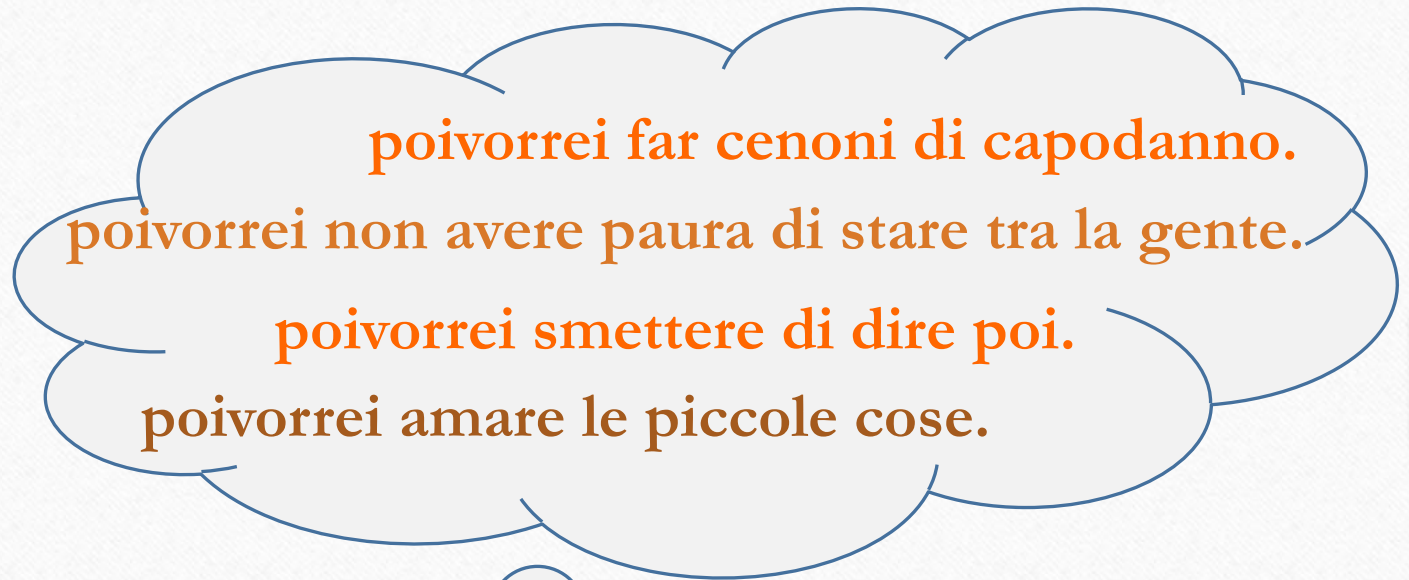 poivorrei far cenoni di capodanno.
poivorrei non avere paura di stare tra la gente.
poivorrei smettere di dire poi.
poivorrei amare le piccole cose.